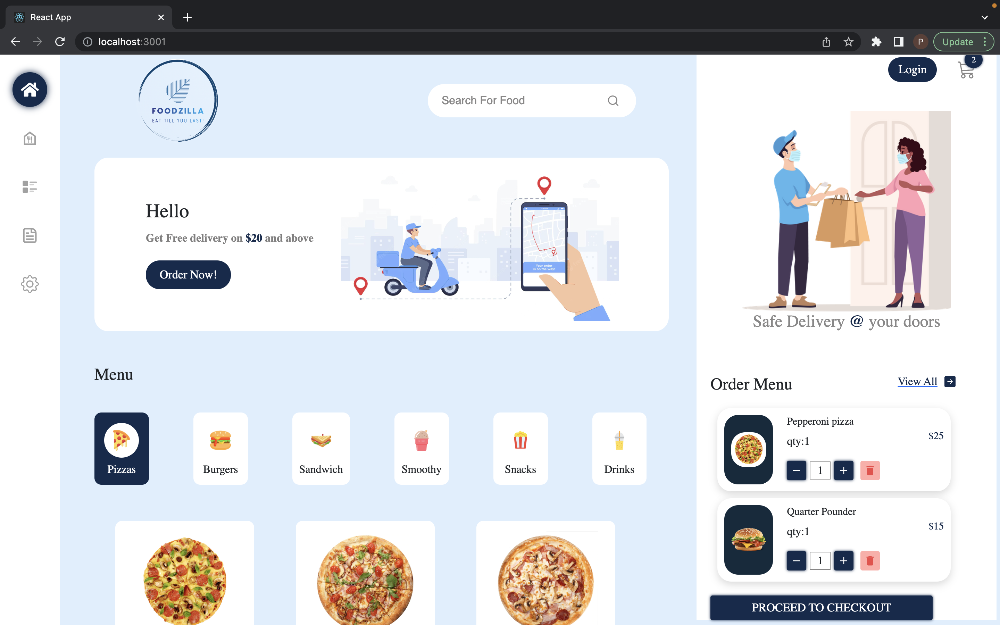 React App
localhost:3001
P
Update
FOODZILLA
EAT TILL YOU LAST!
Search For Food
Login
2
Hello
Get Free delivery on $20 and above
Order Now!
Your order
is on the way!
Safe Delivery @ your doors
Menu
Pizzas
Burgers
Sandwich
Smoothy
Snacks
Drinks
Order Menu
View All
Pepperoni pizza
qty:1
$25
1
Quarter Pounder
qty:1
$15
1
PROCEED TO CHECKOUT